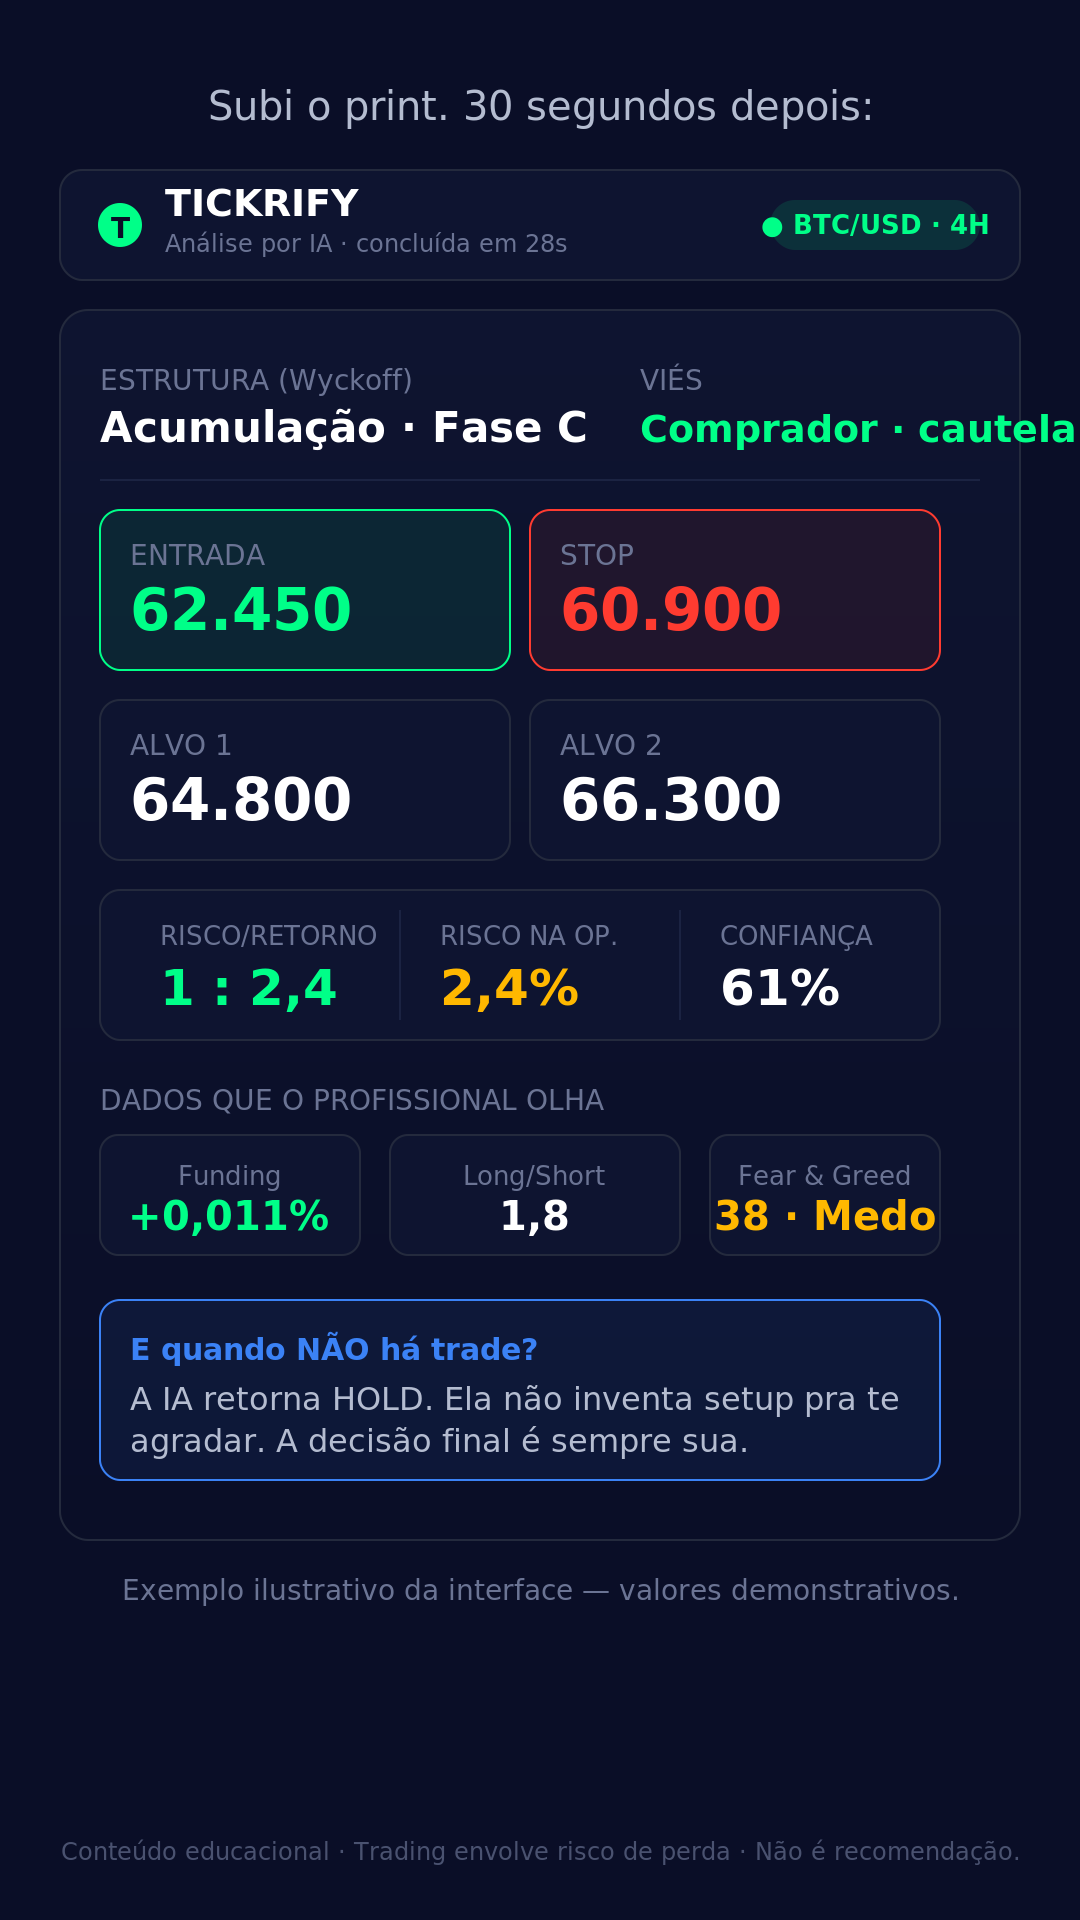 Subi o print. 30 segundos depois:
T
TICKRIFY
Análise por IA · concluída em 28s
● BTC/USD · 4H
ESTRUTURA (Wyckoff)
Acumulação · Fase C
VIÉS
Comprador · cautela
ENTRADA
62.450
STOP
60.900
ALVO 1
64.800
ALVO 2
66.300
RISCO/RETORNO
1 : 2,4
RISCO NA OP.
2,4%
CONFIANÇA
61%
DADOS QUE O PROFISSIONAL OLHA
Funding
+0,011%
Long/Short
1,8
Fear & Greed
38 · Medo
E quando NÃO há trade?
A IA retorna HOLD. Ela não inventa setup pra te
agradar. A decisão final é sempre sua.
Exemplo ilustrativo da interface — valores demonstrativos.
Conteúdo educacional · Trading envolve risco de perda · Não é recomendação.